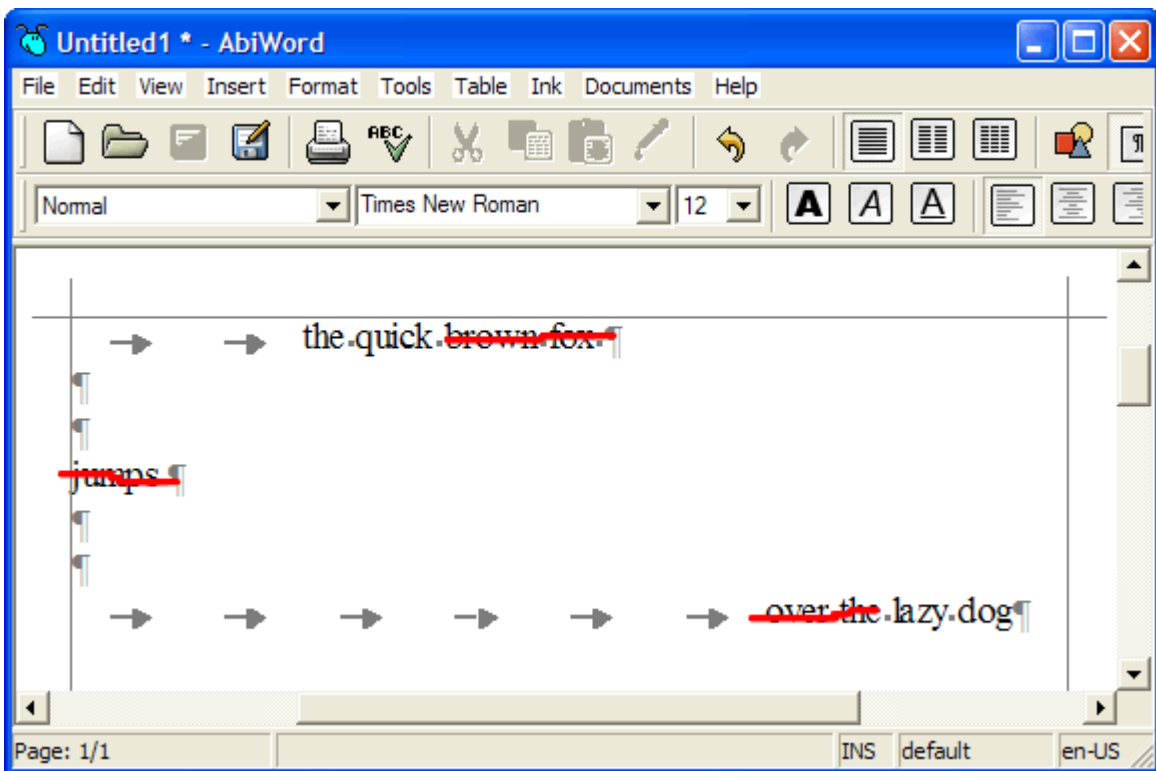 Untitled1 * - AbiWord
File Edit View Insert Format Tools Table Ink Documents Help
ABC
Normal Times New Roman 12 A A A
the quick brown fox ¶
¶
¶
jumps ¶
¶
¶
over the lazy dog¶
Page: 1/1 INS default en-US